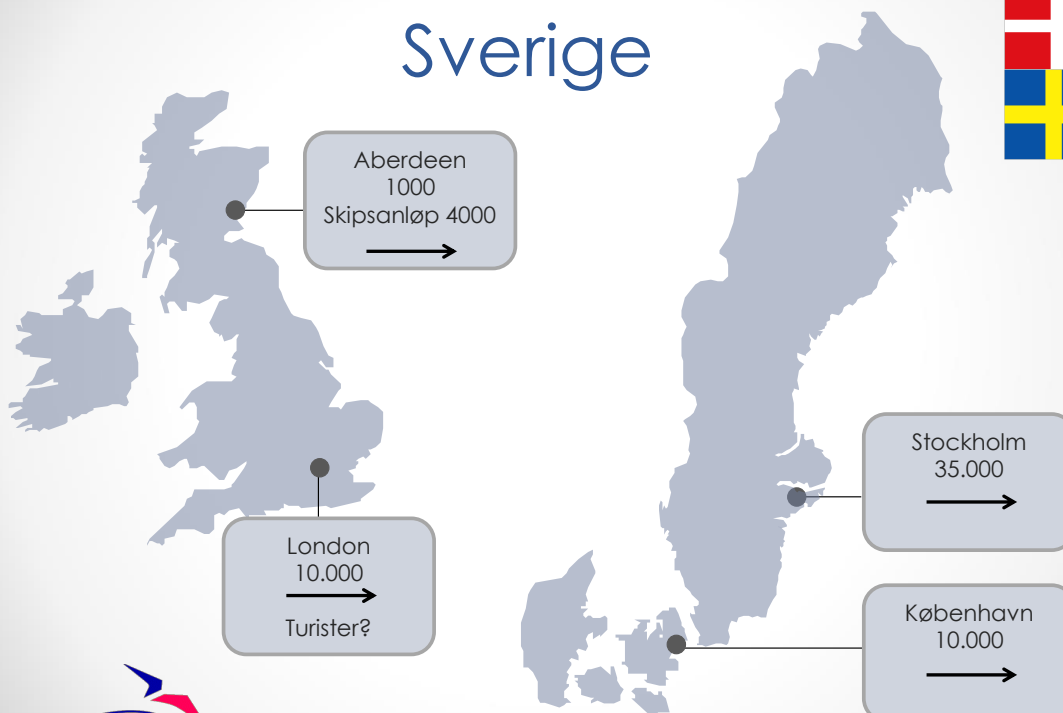 Sverige
Aberdeen
1000
Skipsanløp 4000
London
10.000
Turister?
Stockholm
35.000
København
10.000